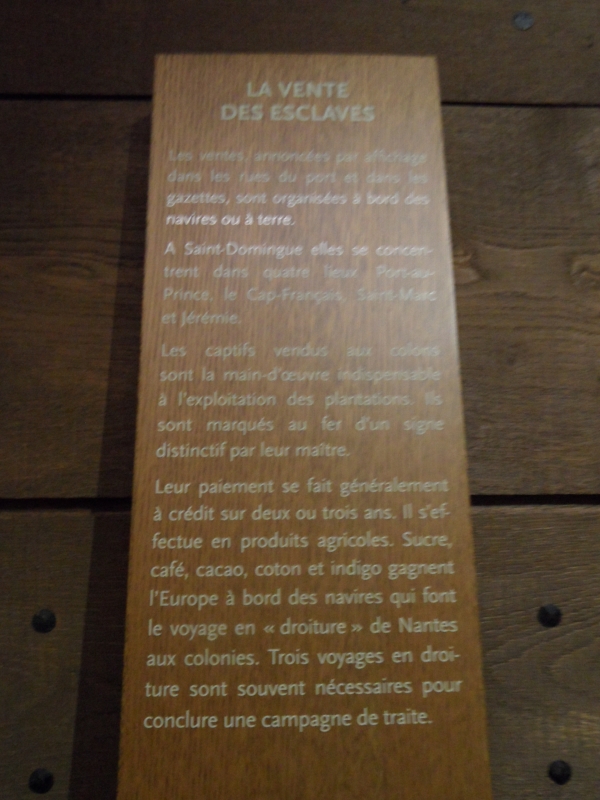 LA VENTE
DES ESCLAVES
Les ventes, annoncées par affichage
dans les rues du port et dans les
gazettes, sont organisées à bord des
navires ou à terre.
A Saint-Domingue elles se concen-
trent dans quatre lieux, Port-au-
Prince, le Cap-Français, Saint-Marc
et Jérémie.
Les captifs vendus aux colons
sont la main-d'œuvre indispensable
à l'exploitation des plantations. Ils
sont marqués au fer d'un signe
distinctif par leur maître.
Leur paiement se fait généralement
à crédit sur deux ou trois ans. Il s'ef-
fectue en produits agricoles. Sucre,
café, cacao, coton et indigo gagnent
l'Europe à bord des navires qui font
le voyage en « droiture » de Nantes
aux colonies. Trois voyages en droi-
ture sont souvent nécessaires pour
conclure une campagne de traite.